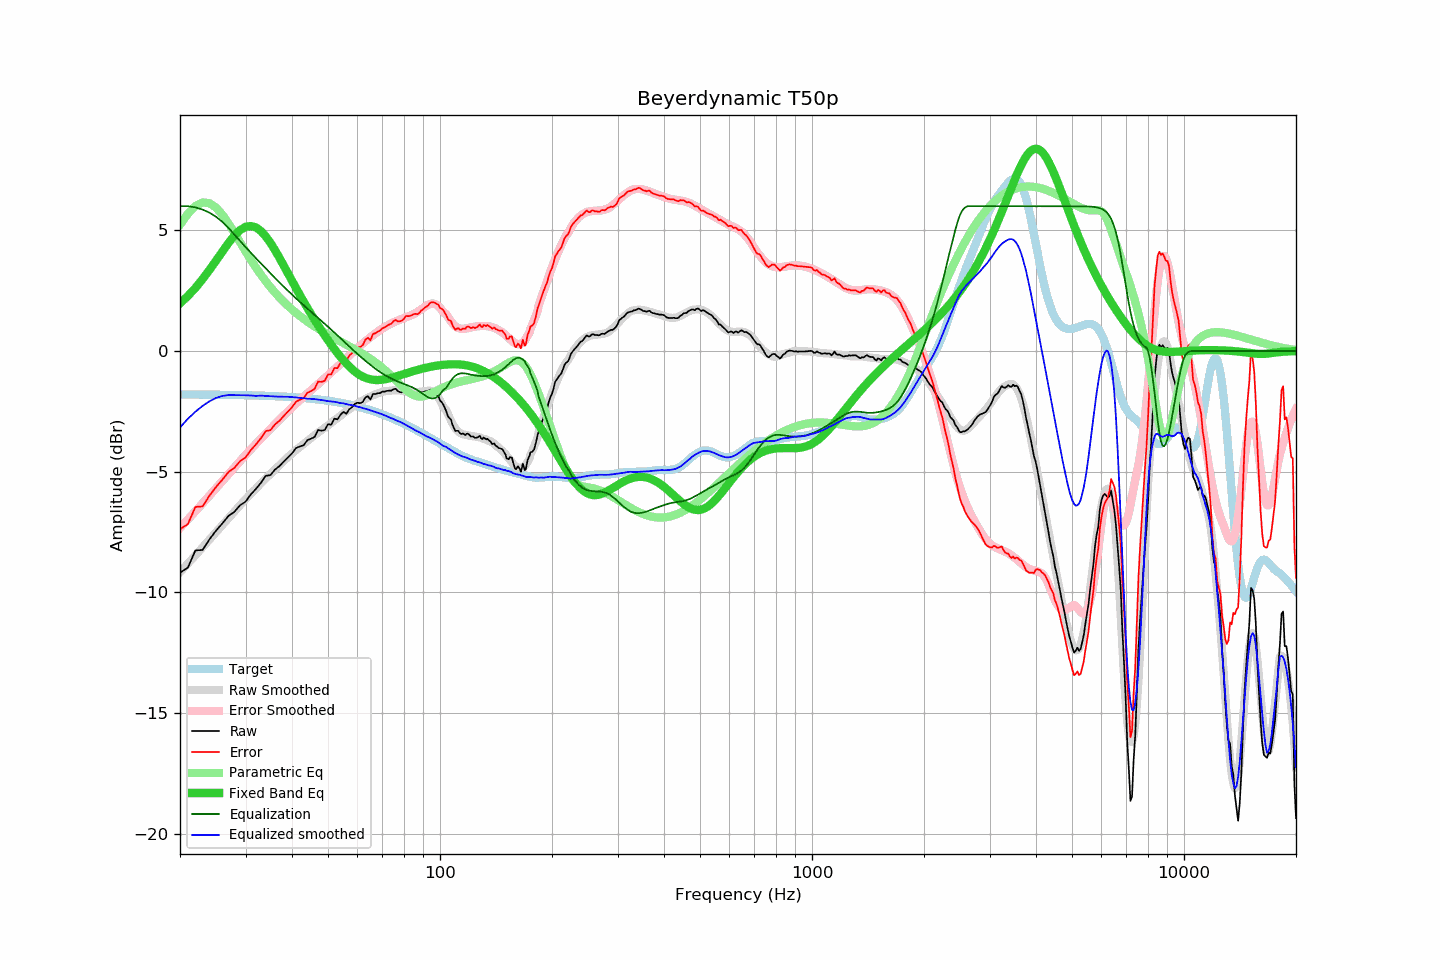 Beyerdynamic T50p
Amplitude (dBr)
5
0
−5
−10
−15
−20
Target
Raw Smoothed
Error Smoothed
Raw
Error
Parametric Eq
Fixed Band Eq
Equalization
Equalized smoothed
100
1000
10000
Frequency (Hz)